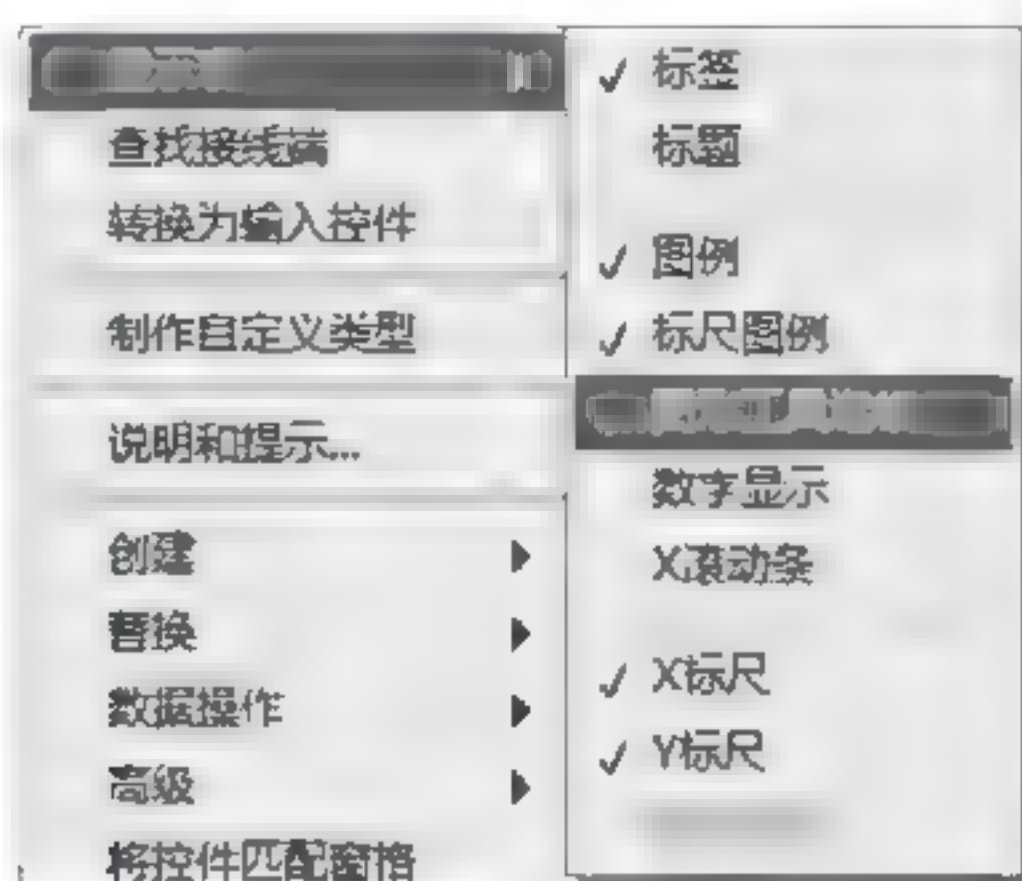 查找接线端
转换为输入控件
制作自定义类型
说明和提示...
创建
替换
数据操作
高级
将控件匹配窗格
✓ 标签
标题
✓ 图例
✓ 标尺图例
数字显示
X滚动条
✓ X标尺
✓ Y标尺